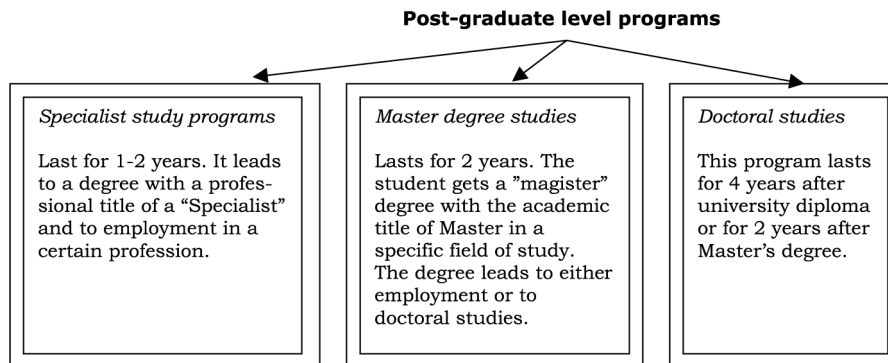 Post-graduate level programs
Specialist study programs
Last for 1-2 years. It leads
to a degree with a profes-
sional title of a “Specialist”
and to employment in a
certain profession.
Master degree studies
Lasts for 2 years. The
student gets a ”magister”
degree with the academic
title of Master in a
specific field of study.
The degree leads to either
employment or to
doctoral studies.
Doctoral studies
This program lasts
for 4 years after
university diploma
or for 2 years after
Master’s degree.